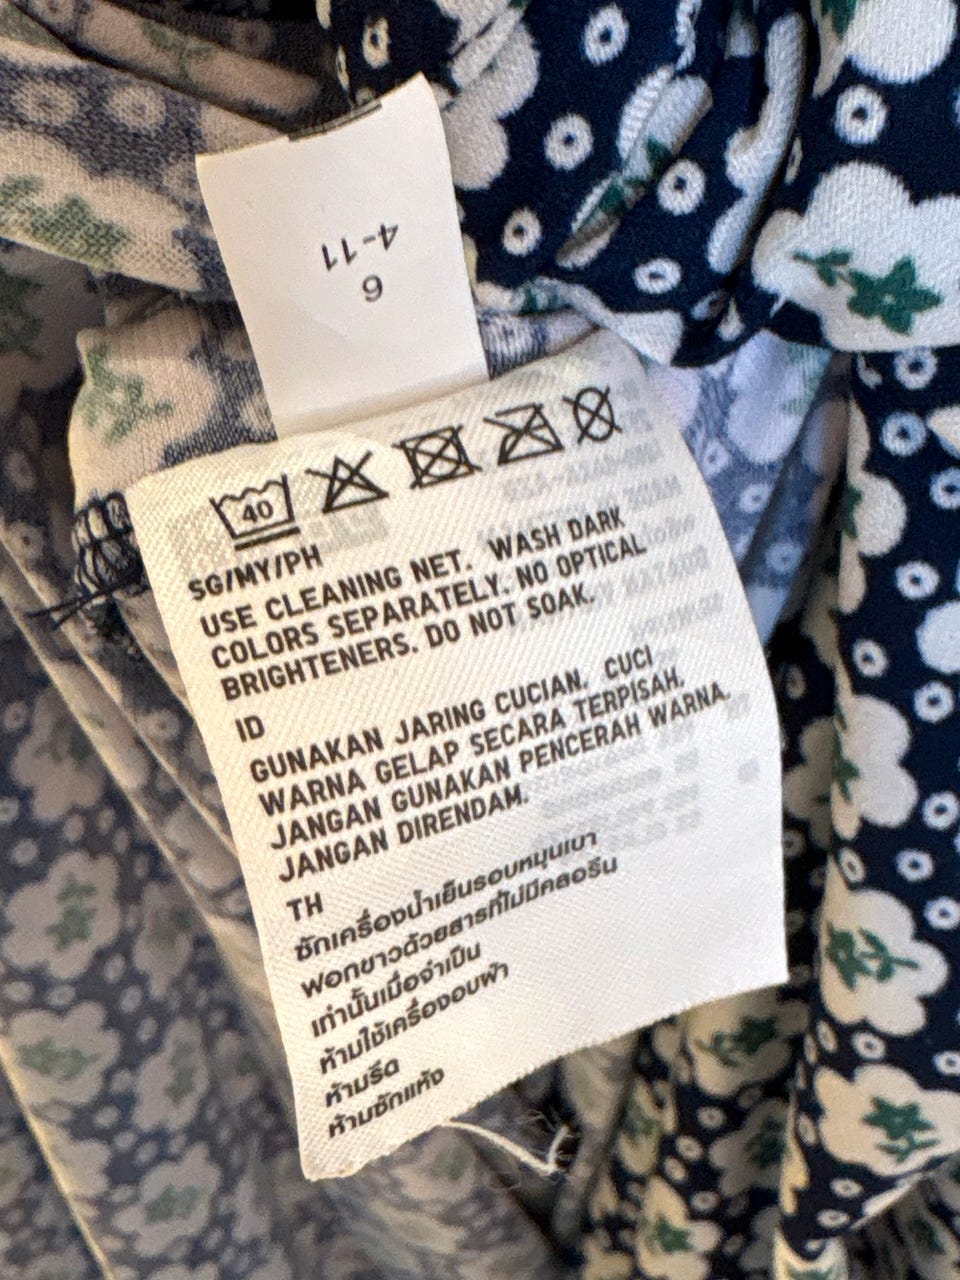 4-11
6
40
SG/MY/PH
USE CLEANING NET. WASH DARK
COLORS SEPARATELY. NO OPTICAL
BRIGHTENERS. DO NOT SOAK.
ID
GUNAKAN JARING CUCIAN. CUCI
WARNA GELAP SECARA TERPISAH.
JANGAN GUNAKAN PENCERAH WARNA.
JANGAN DIRENDAM.
TH
ซักเครื่องน้ำเย็นรอบหมุนเบา
ฟอกขาวด้วยสารที่ไม่มีคลอรีน
เท่านั้นเมื่อจำเป็น
ห้ามใช้เครื่องอบผ้า
ห้ามรีด
ห้ามซักแห้ง